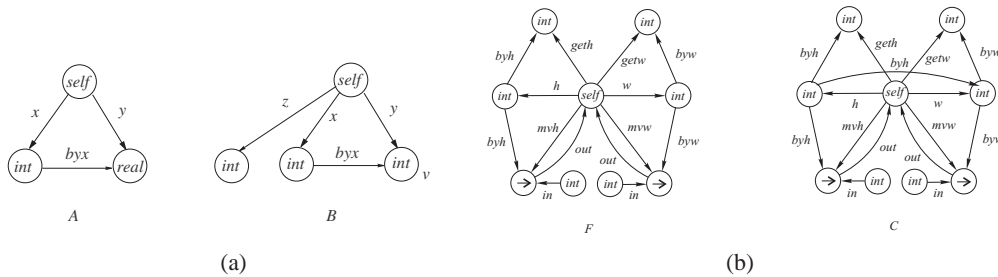 self
x
y
int
byx
real
A
self
z
x
y
int
int
byx
int
v
B
(a)
int
int
byh
geth
getw
byw
int
h
self
w
int
byh
mvh
mvw
byw
out
out
→
int
int
→
in
in
F
int
int
byh
geth
getw
byw
byh
int
h
self
w
int
byh
mvh
mvw
byw
out
out
→
int
int
→
in
in
C
(b)